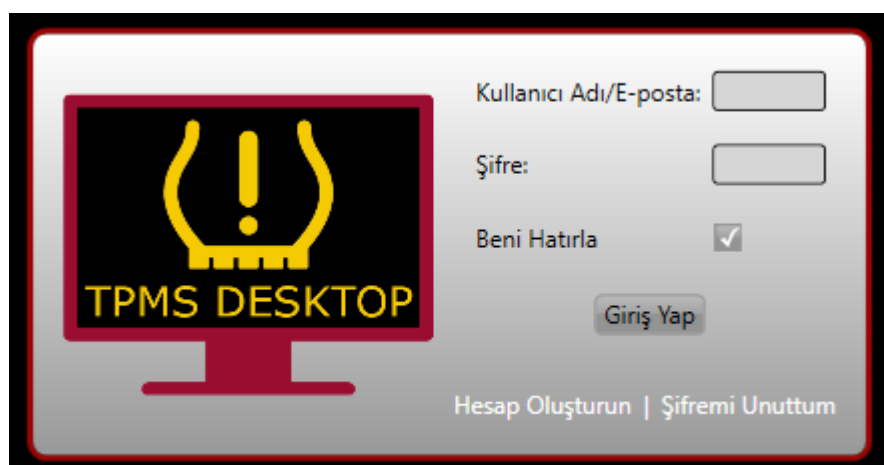 Kullanıcı Adı/E-posta:
Şifre:
Beni Hatırla
TPMS DESKTOP
Giriş Yap
Hesap Oluşturun | Şifremi Unuttum